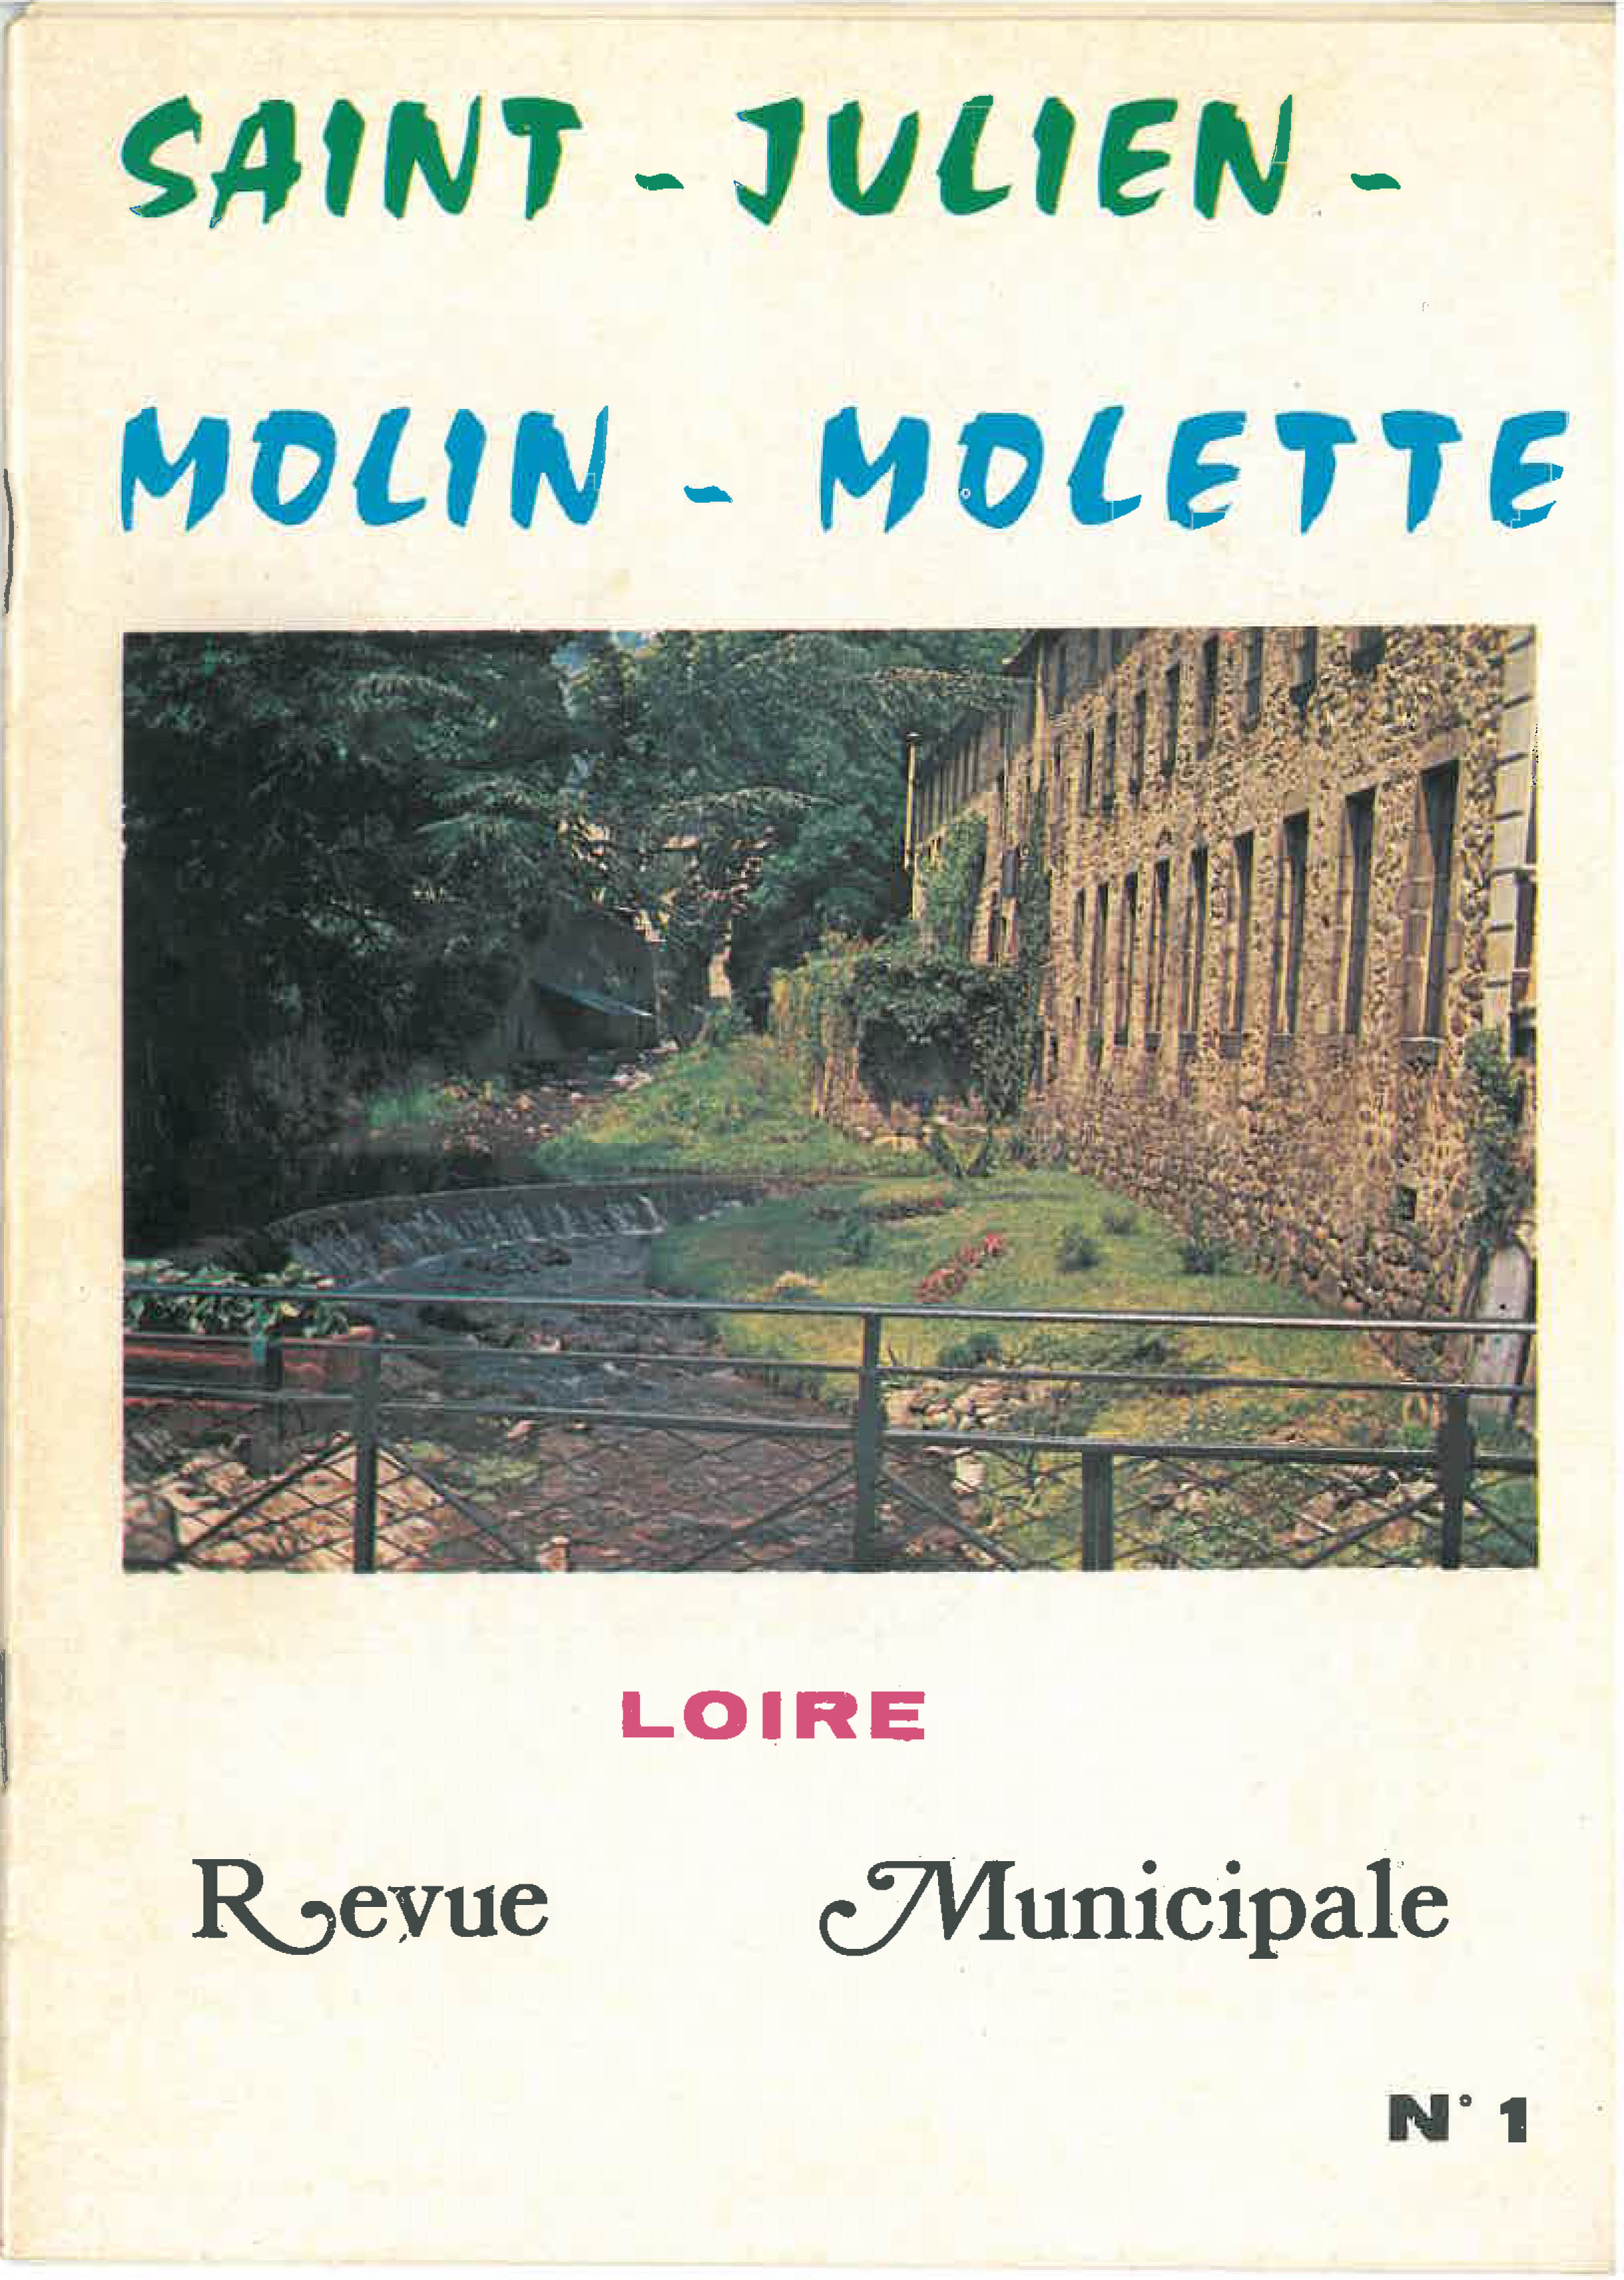 SAINT - JULIEN -
MOLIN - MOLETTE
LOIRE
Revue Municipale
N° 1